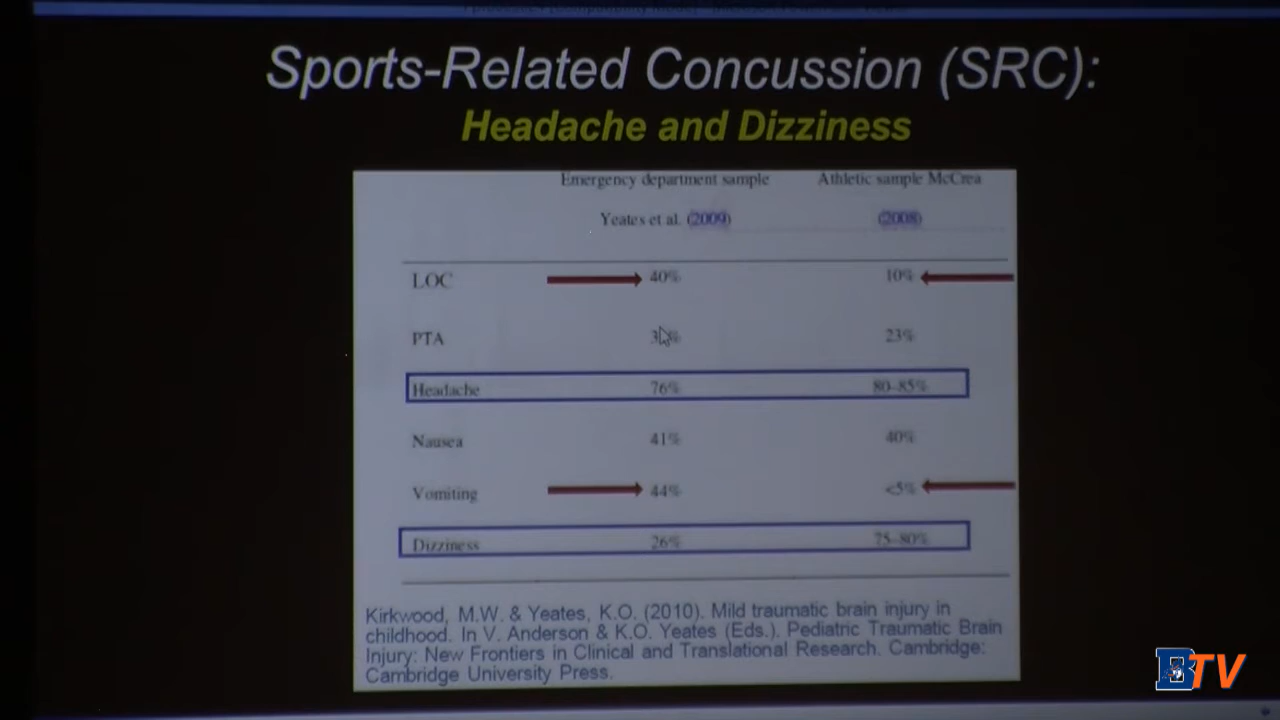 Sports-Related Concussion (SRC):
Headache and Dizziness
Emergency department sample Athletic sample McCrea
Yeates et al. (2009) (2008)
LOC 40% 10%
PTA 23%
Headache 76% 80–85%
Nausea 41% 40%
Vomiting 44% <5%
Dizziness 26% 75–80%
Kirkwood, M.W. & Yeates, K.O. (2010). Mild traumatic brain injury in
childhood. In V. Anderson & K.O. Yeates (Eds.). Pediatric Traumatic Brain
Injury: New Frontiers in Clinical and Translational Research. Cambridge:
Cambridge University Press.
BTV